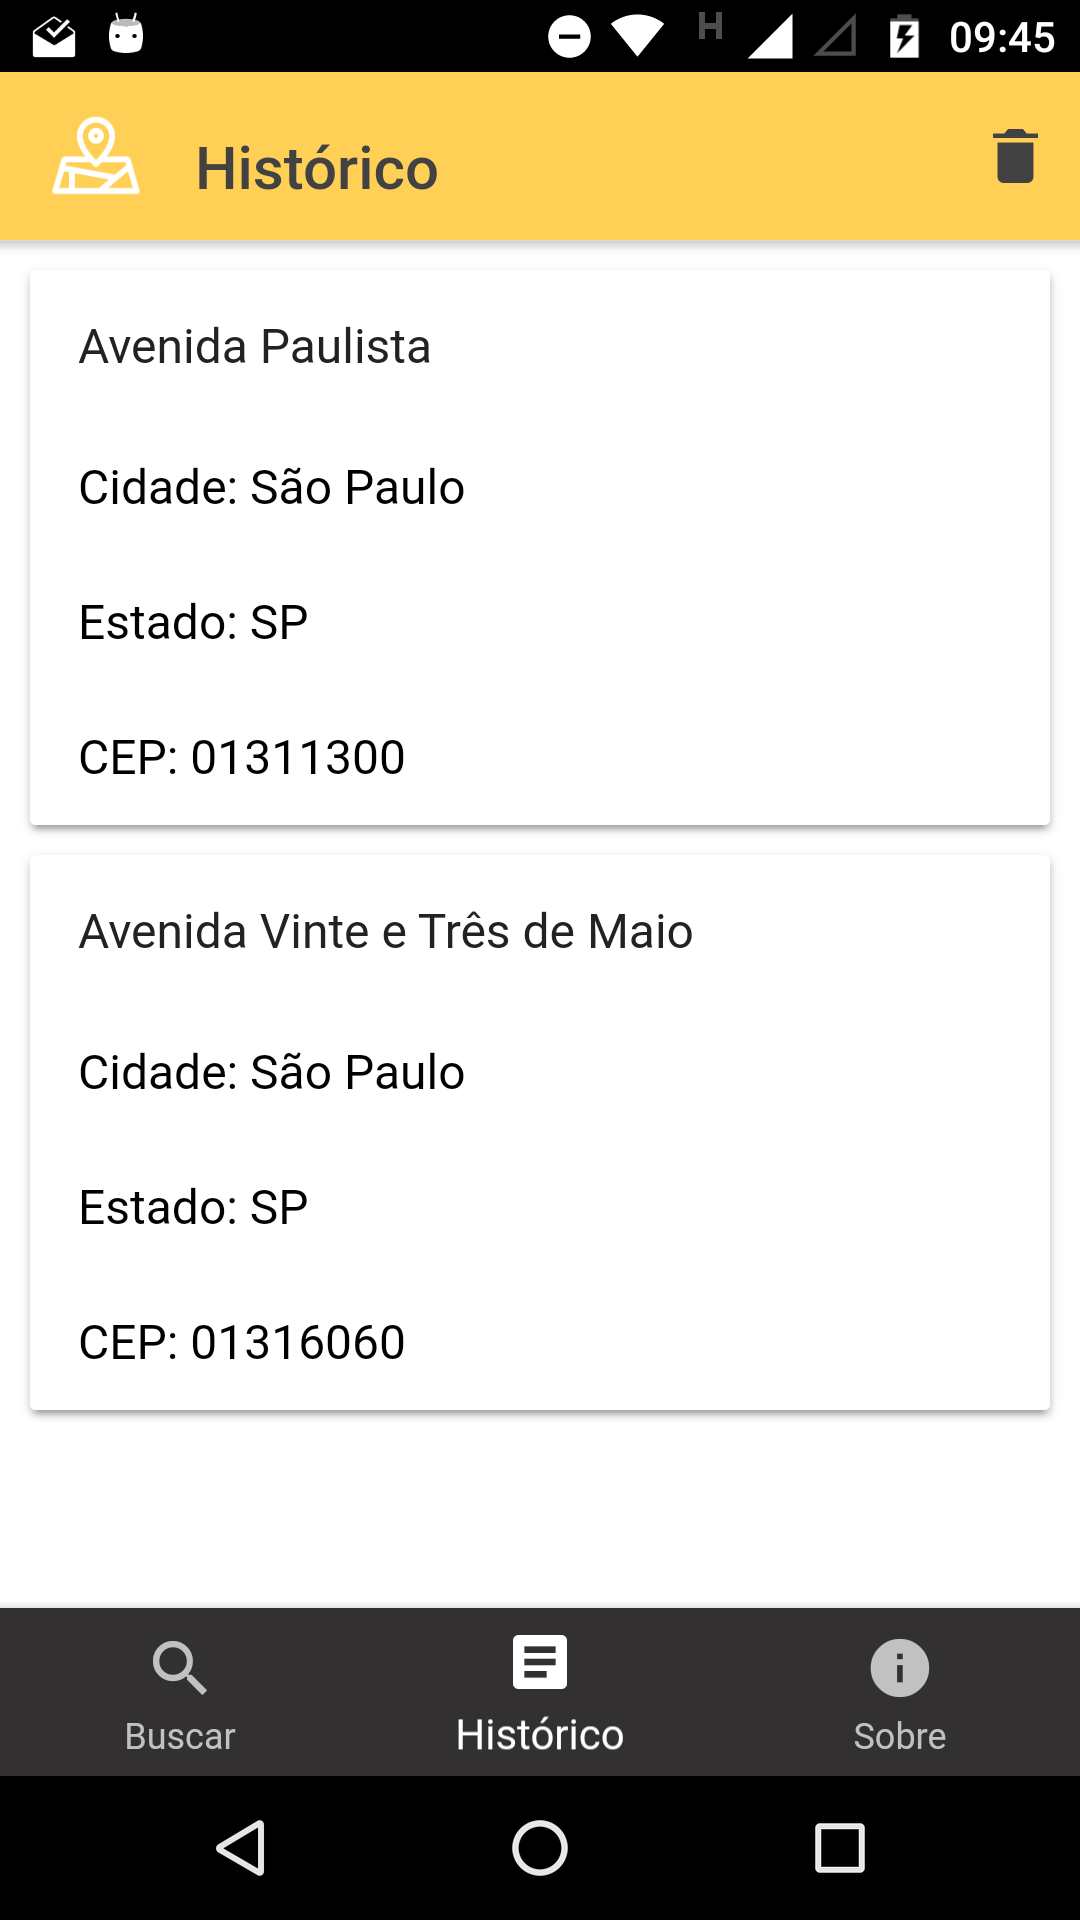 H 09:45
Histórico
Avenida Paulista
Cidade: São Paulo
Estado: SP
CEP: 01311300
Avenida Vinte e Três de Maio
Cidade: São Paulo
Estado: SP
CEP: 01316060
Buscar Histórico Sobre